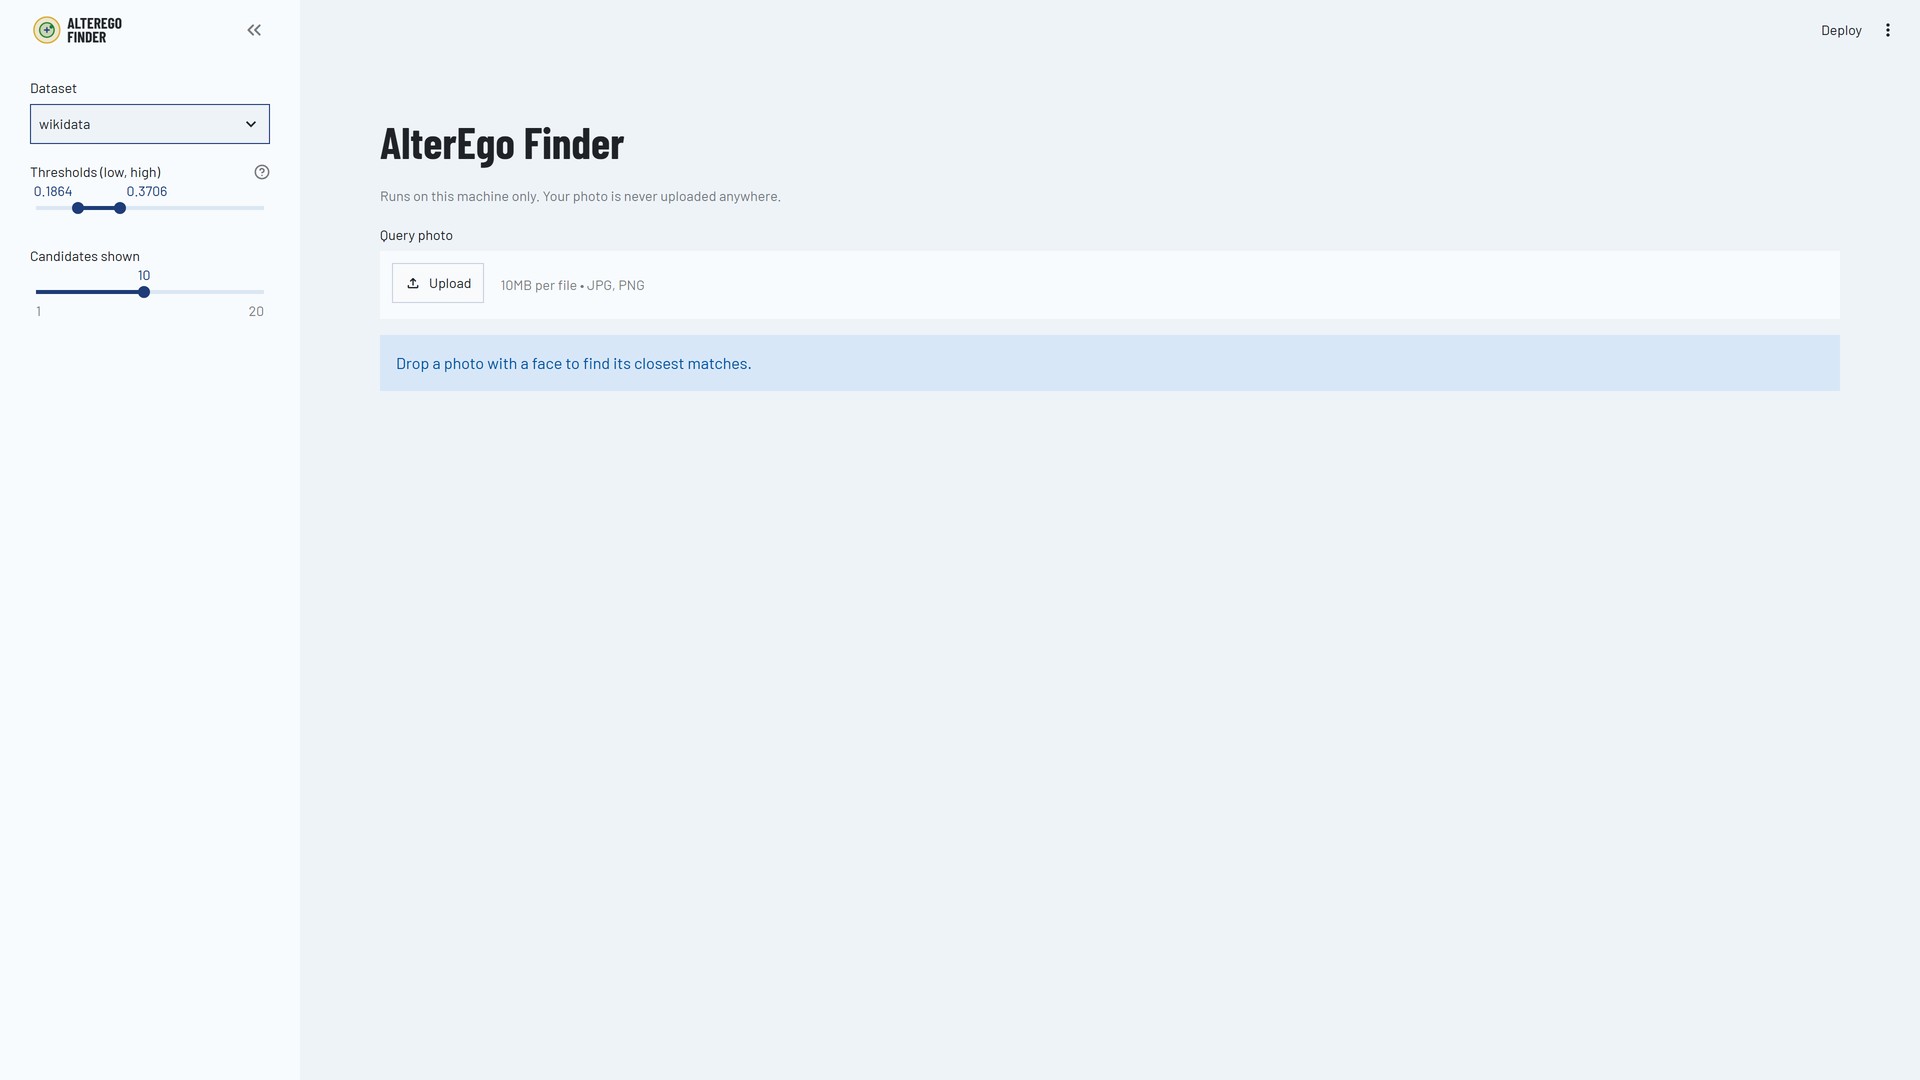 ALTEREGO
FINDER
Dataset
wikidata
Thresholds (low, high)
0.1864 0.3706
Candidates shown
10
1 20
Deploy
AlterEgo Finder
Runs on this machine only. Your photo is never uploaded anywhere.
Query photo
Upload 10MB per file • JPG, PNG
Drop a photo with a face to find its closest matches.